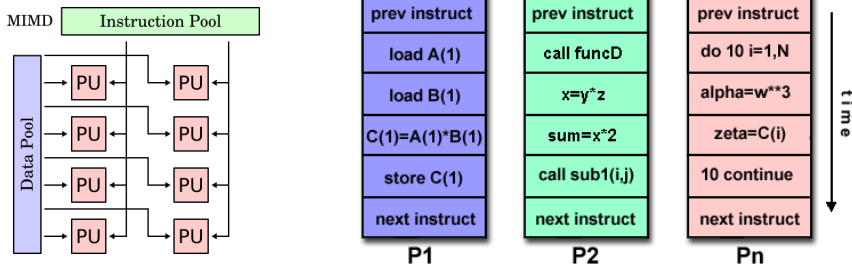 MIMD
Instruction Pool
Data Pool
PU PU
PU PU
PU PU
PU PU
prev instruct
load A(1)
load B(1)
C(1)=A(1)*B(1)
store C(1)
next instruct
P1
prev instruct
call funcD
x=y*z
sum=x*2
call sub1(i,j)
next instruct
P2
prev instruct
do 10 i=1,N
alpha=w**3
zeta=C(i)
10 continue
next instruct
Pn
time